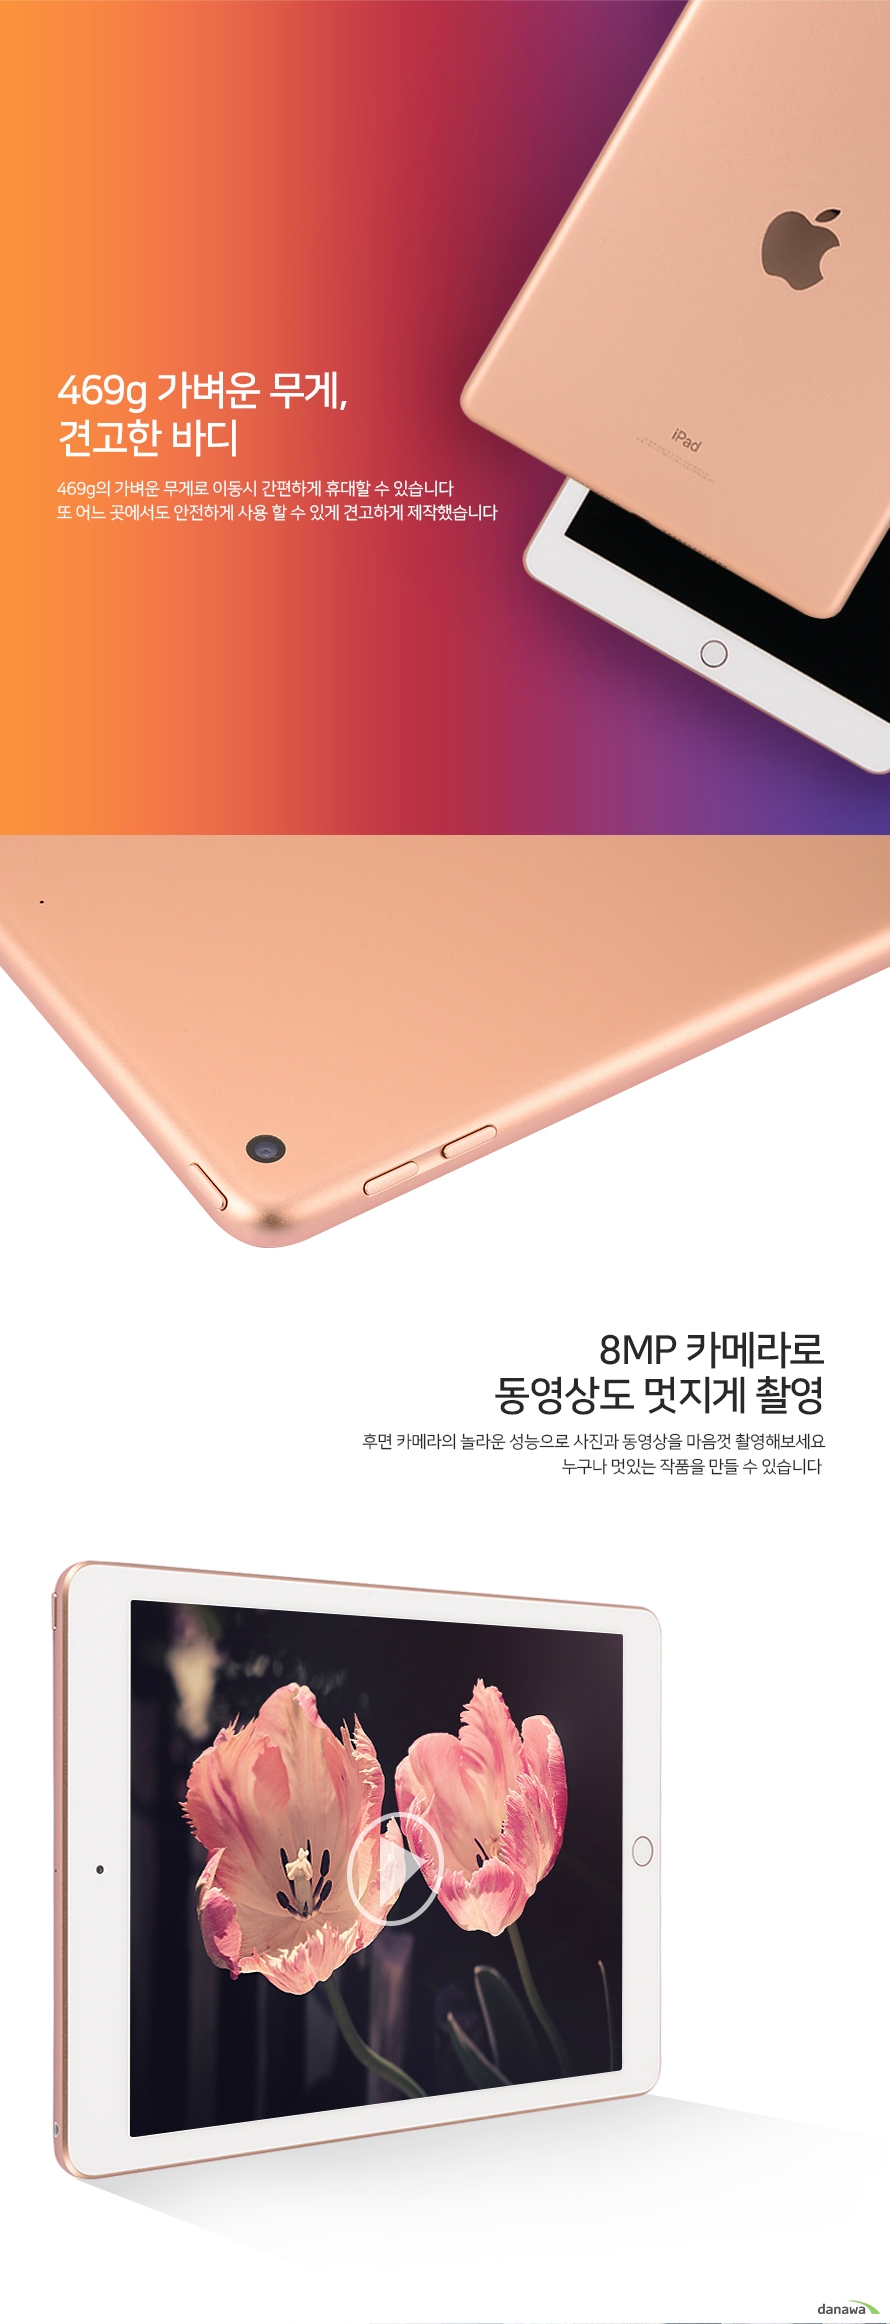 iPad
469g 가벼운 무게,
견고한 바디
469g의 가벼운 무게로 이동시 간편하게 휴대할 수 있습니다
또 어느 곳에서도 안전하게 사용 할 수 있게 견고하게 제작했습니다
8MP 카메라로
동영상도 멋지게 촬영
후면 카메라의 놀라운 성능으로 사진과 동영상을 마음껏 촬영해보세요
누구나 멋있는 작품을 만들 수 있습니다
danawa